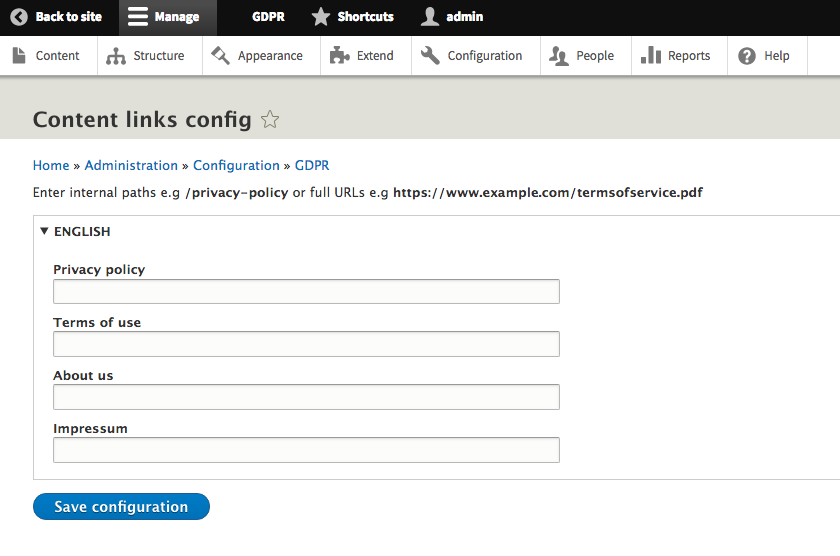 Back to site Manage GDPR Shortcuts admin
Content Structure Appearance Extend Configuration People Reports Help
Content links config
Home » Administration » Configuration » GDPR
Enter internal paths e.g /privacy-policy or full URLs e.g https://www.example.com/termsofservice.pdf
ENGLISH
Privacy policy
Terms of use
About us
Impressum
Save configuration